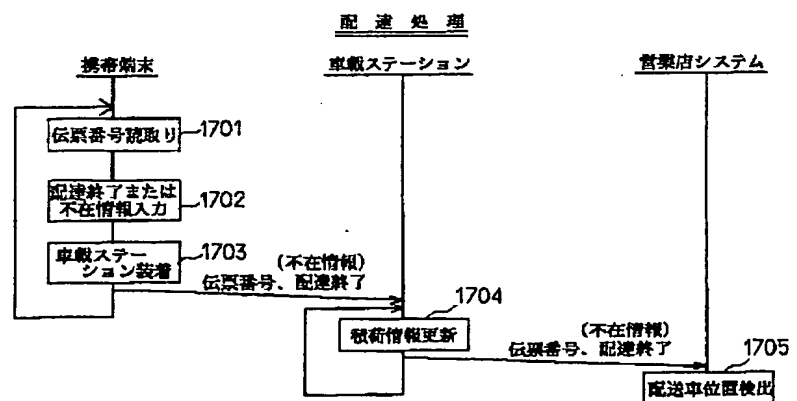 配達処理
携帯端末
車載ステーション
営業店システム
伝票番号読取り
1701
配達終了または
不在情報入力
1702
車載ステー
ション装着
1703
(不在情報)
伝票番号、配達終了
1704
積荷情報更新
(不在情報)
伝票番号、配達終了
1705
配送車位置検出